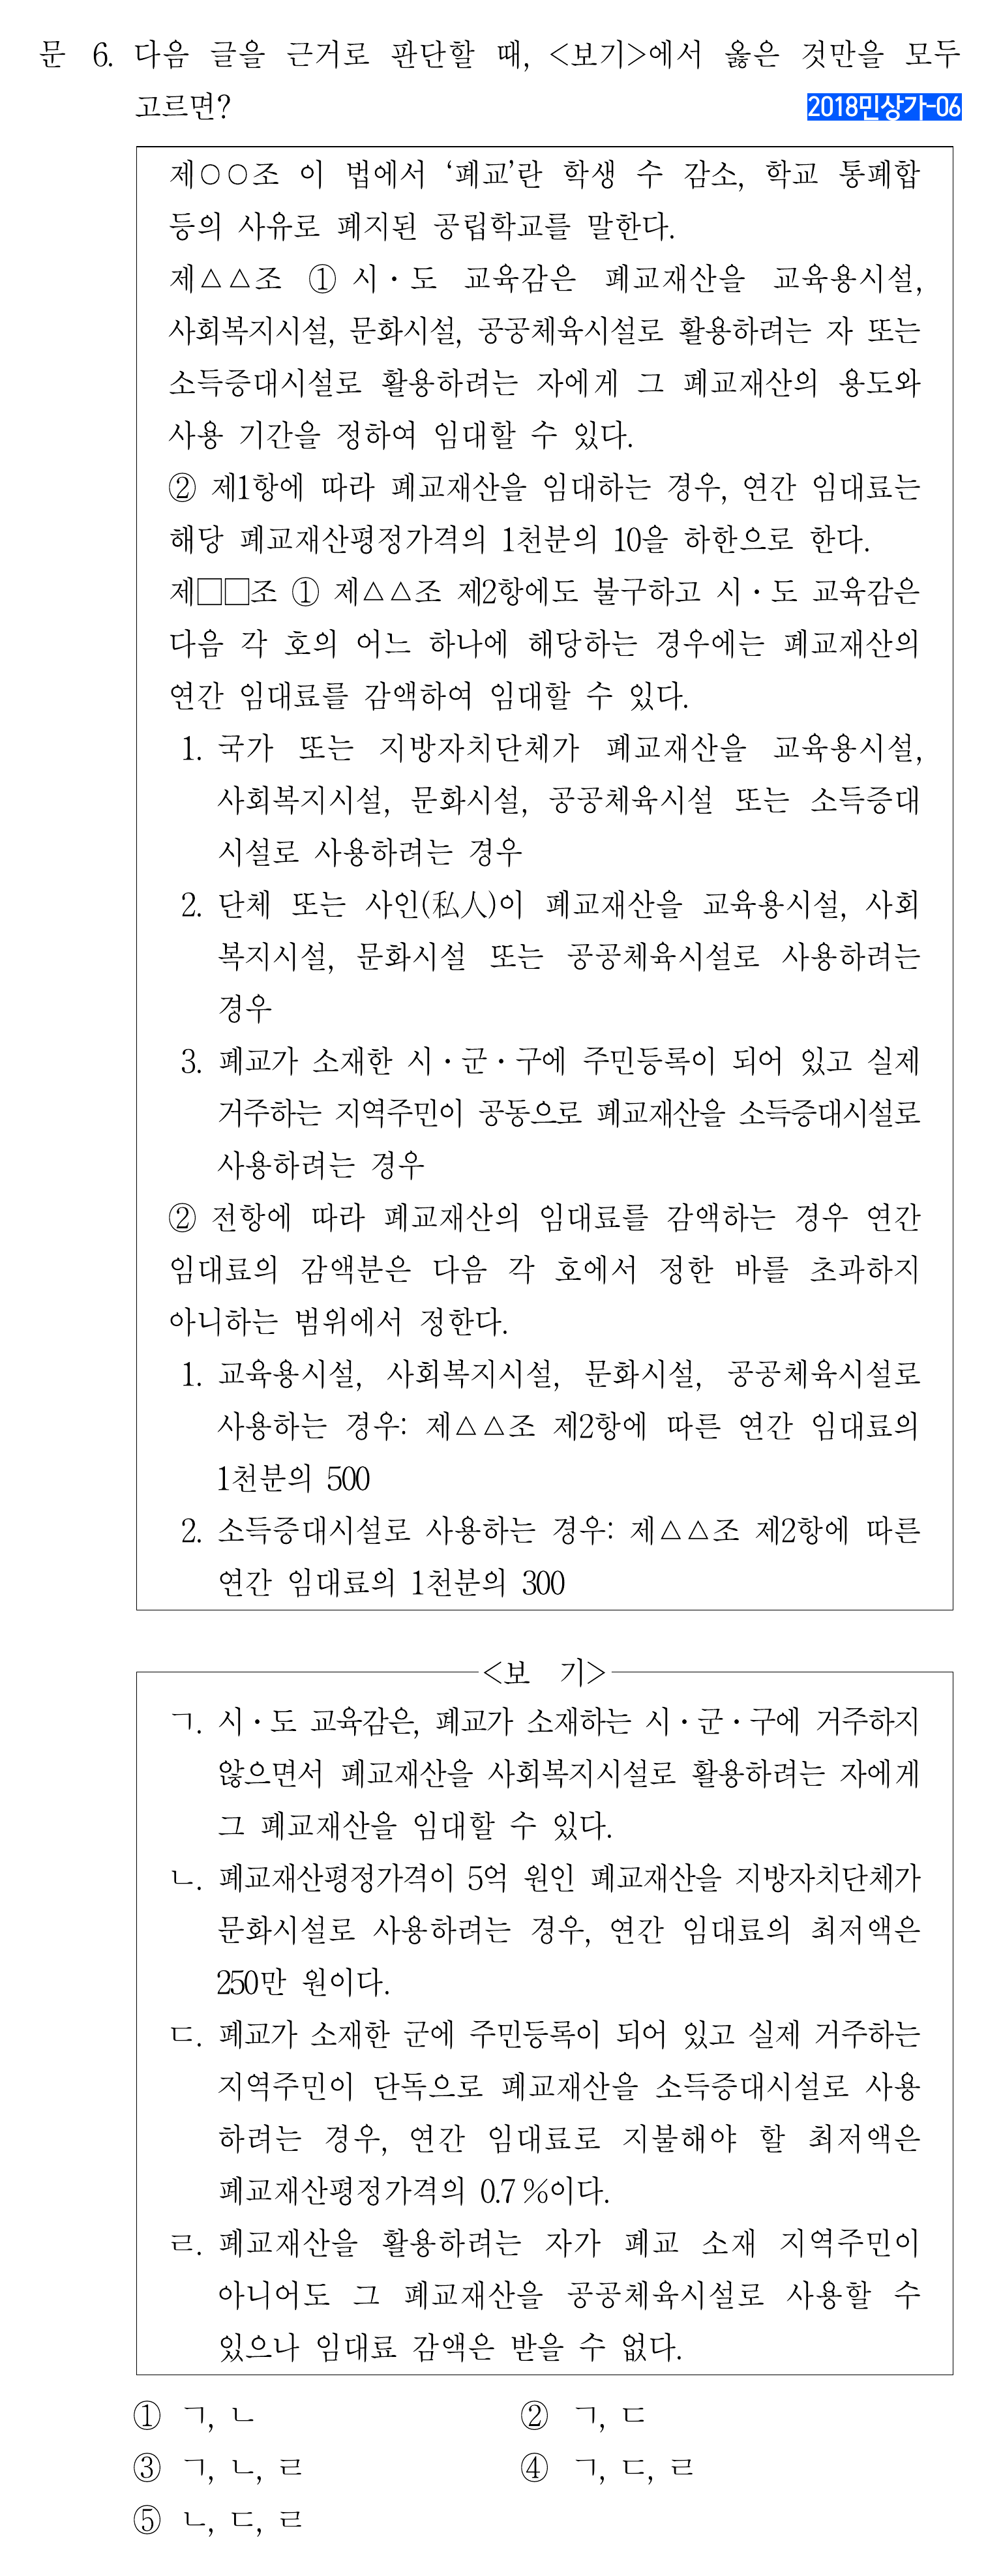 문 6. 다음 글을 근거로 판단할 때, <보기>에서 옳은 것만을 모두
고르면?
2018민상가-06
제○○조 이 법에서 ‘폐교’란 학생 수 감소, 학교 통폐합
등의 사유로 폐지된 공립학교를 말한다.
제△△조 ① 시·도 교육감은 폐교재산을 교육용시설,
사회복지시설, 문화시설, 공공체육시설로 활용하려는 자 또는
소득증대시설로 활용하려는 자에게 그 폐교재산의 용도와
사용 기간을 정하여 임대할 수 있다.
② 제1항에 따라 폐교재산을 임대하는 경우, 연간 임대료는
해당 폐교재산평정가격의 1천분의 10을 하한으로 한다.
제□□조 ① 제△△조 제2항에도 불구하고 시·도 교육감은
다음 각 호의 어느 하나에 해당하는 경우에는 폐교재산의
연간 임대료를 감액하여 임대할 수 있다.
1. 국가 또는 지방자치단체가 폐교재산을 교육용시설,
사회복지시설, 문화시설, 공공체육시설 또는 소득증대
시설로 사용하려는 경우
2. 단체 또는 사인(私人)이 폐교재산을 교육용시설, 사회
복지시설, 문화시설 또는 공공체육시설로 사용하려는
경우
3. 폐교가 소재한 시·군·구에 주민등록이 되어 있고 실제
거주하는 지역주민이 공동으로 폐교재산을 소득증대시설로
사용하려는 경우
② 전항에 따라 폐교재산의 임대료를 감액하는 경우 연간
임대료의 감액분은 다음 각 호에서 정한 바를 초과하지
아니하는 범위에서 정한다.
1. 교육용시설, 사회복지시설, 문화시설, 공공체육시설로
사용하는 경우: 제△△조 제2항에 따른 연간 임대료의
1천분의 500
2. 소득증대시설로 사용하는 경우: 제△△조 제2항에 따른
연간 임대료의 1천분의 300
<보 기>
ㄱ. 시·도 교육감은, 폐교가 소재하는 시·군·구에 거주하지
않으면서 폐교재산을 사회복지시설로 활용하려는 자에게
그 폐교재산을 임대할 수 있다.
ㄴ. 폐교재산평정가격이 5억 원인 폐교재산을 지방자치단체가
문화시설로 사용하려는 경우, 연간 임대료의 최저액은
250만 원이다.
ㄷ. 폐교가 소재한 군에 주민등록이 되어 있고 실제 거주하는
지역주민이 단독으로 폐교재산을 소득증대시설로 사용
하려는 경우, 연간 임대료로 지불해야 할 최저액은
폐교재산평정가격의 0.7%이다.
ㄹ. 폐교재산을 활용하려는 자가 폐교 소재 지역주민이
아니어도 그 폐교재산을 공공체육시설로 사용할 수
있으나 임대료 감액은 받을 수 없다.
① ㄱ, ㄴ ② ㄱ, ㄷ
③ ㄱ, ㄴ, ㄹ ④ ㄱ, ㄷ, ㄹ
⑤ ㄴ, ㄷ, ㄹ